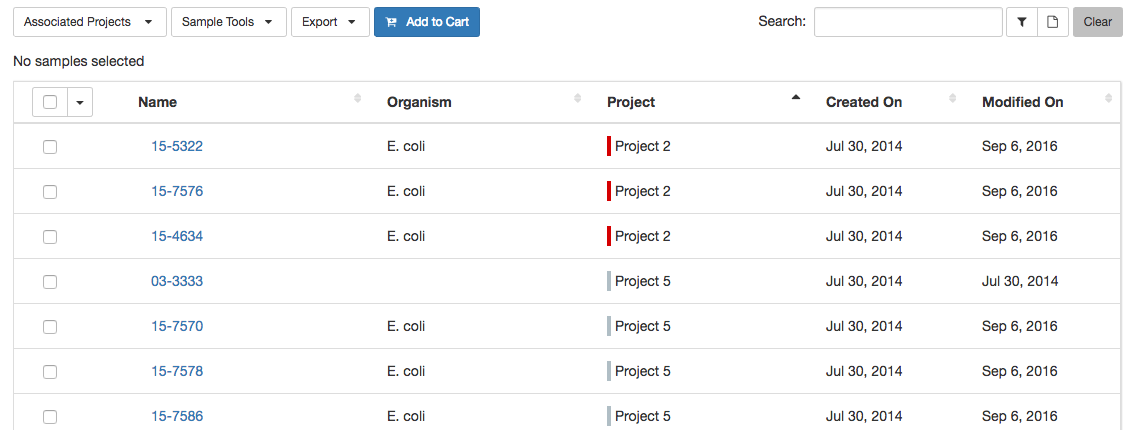 Associated Projects Sample Tools Export Add to Cart Search: Clear
No samples selected
Name Organism Project Created On Modified On
15-5322 E. coli Project 2 Jul 30, 2014 Sep 6, 2016
15-7576 E. coli Project 2 Jul 30, 2014 Sep 6, 2016
15-4634 E. coli Project 2 Jul 30, 2014 Sep 6, 2016
03-3333 Project 5 Jul 30, 2014 Jul 30, 2014
15-7570 E. coli Project 5 Jul 30, 2014 Sep 6, 2016
15-7578 E. coli Project 5 Jul 30, 2014 Sep 6, 2016
15-7586 E. coli Project 5 Jul 30, 2014 Sep 6, 2016